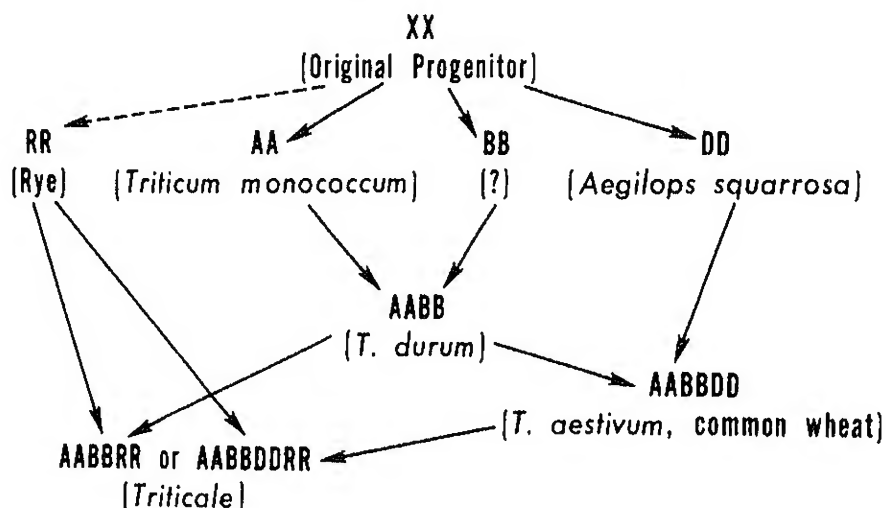 XX
(Original Progenitor)
RR AA BB DD
(Rye) (Triticum monococcum) (?) (Aegilops squarrosa)
AABB
(T. durum)
AABBDD
(T. aestivum, common wheat)
AABBRR or AABBDDRR
(Triticale)